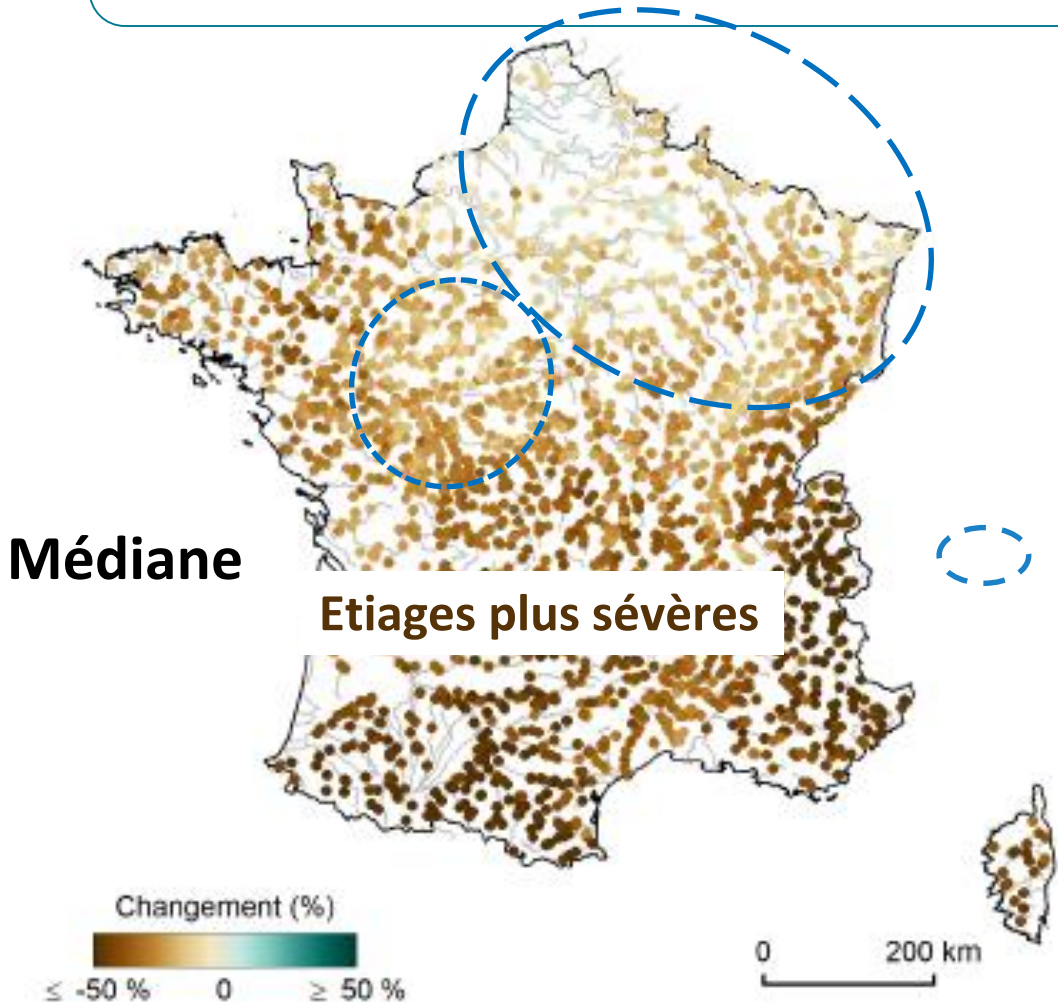 Médiane
Etiages plus sévères
Changement (%)
≤ -50 % 0 ≥ 50 %
0 200 km